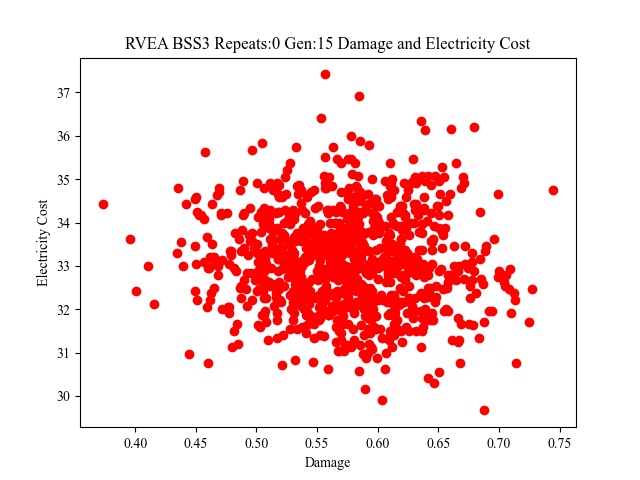 RVEA BSS3 Repeats:0 Gen:15 Damage and Electricity Cost
37
36
35
34
33
32
31
30
Electricity Cost
0.40 0.45 0.50 0.55 0.60 0.65 0.70 0.75
Damage